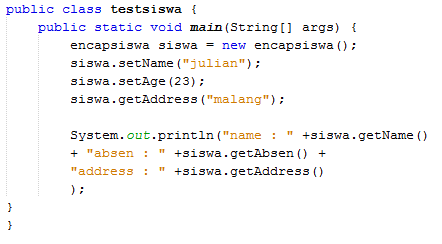 public class testsiswa {
public static void main(String[] args) {
encapsiswa siswa = new encapsiswa();
siswa.setName("julian");
siswa.setAge(23);
siswa.getAddress("malang");
System.out.println("name : " +siswa.getName()
+ "absen : " +siswa.getAbsen() +
"address : " +siswa.getAddress()
);
}
}